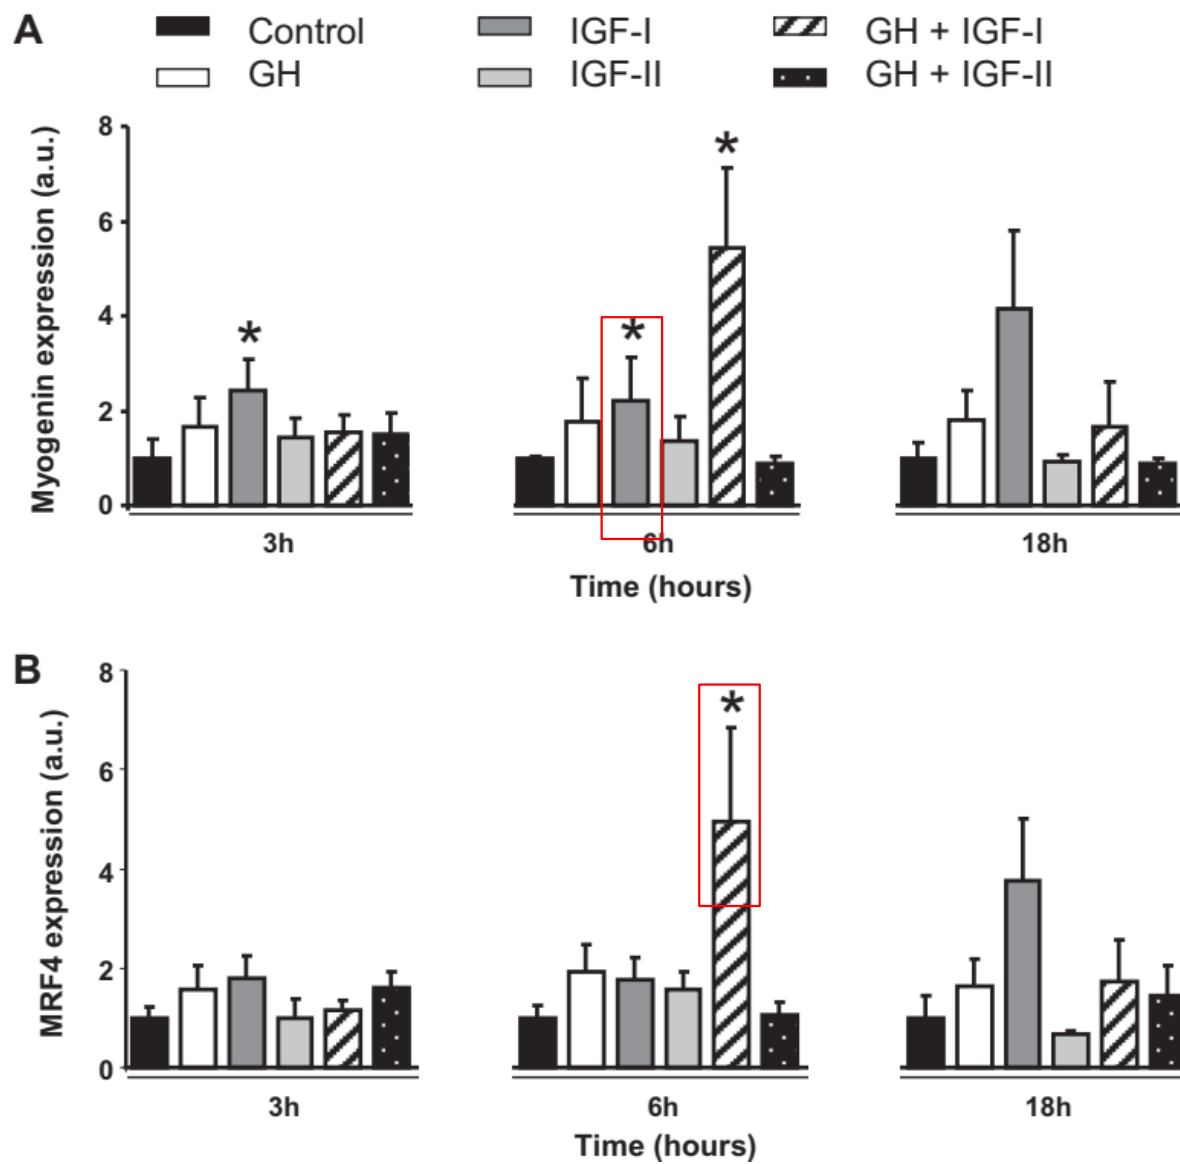 A
Control IGF-I GH + IGF-I
GH IGF-II GH + IGF-II
Myogenin expression (a.u.)
8
6
4
2
0
*
*
*
3h 6h 18h
Time (hours)
B
MRF4 expression (a.u.)
8
6
4
2
0
*
3h 6h 18h
Time (hours)